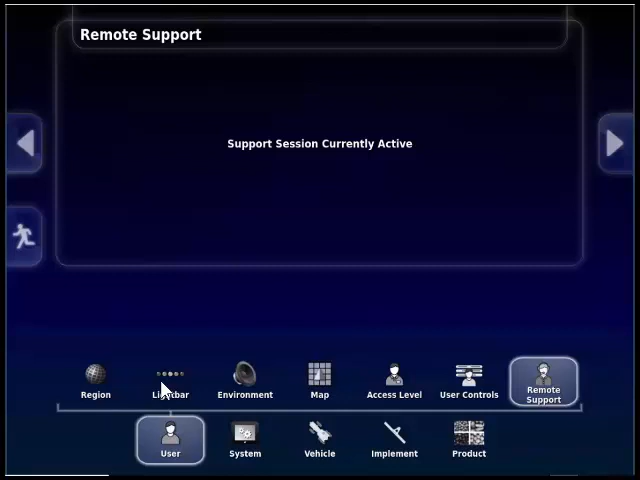 Remote Support
Support Session Currently Active
Region
Environment
Map
Access Level
User Controls
Remote
Support
User
System
Vehicle
Implement
Product